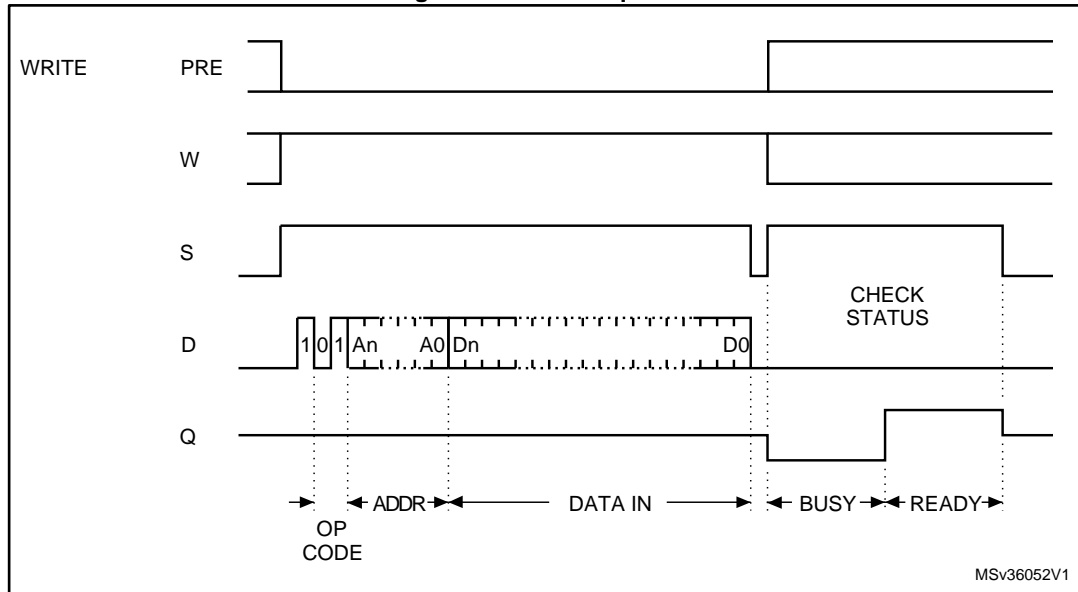 WRITE PRE
W
S
CHECK
STATUS
D 1 0 1 An A0 Dn D0
Q
ADDR DATA IN BUSY READY
OP
CODE
MSv36052V1